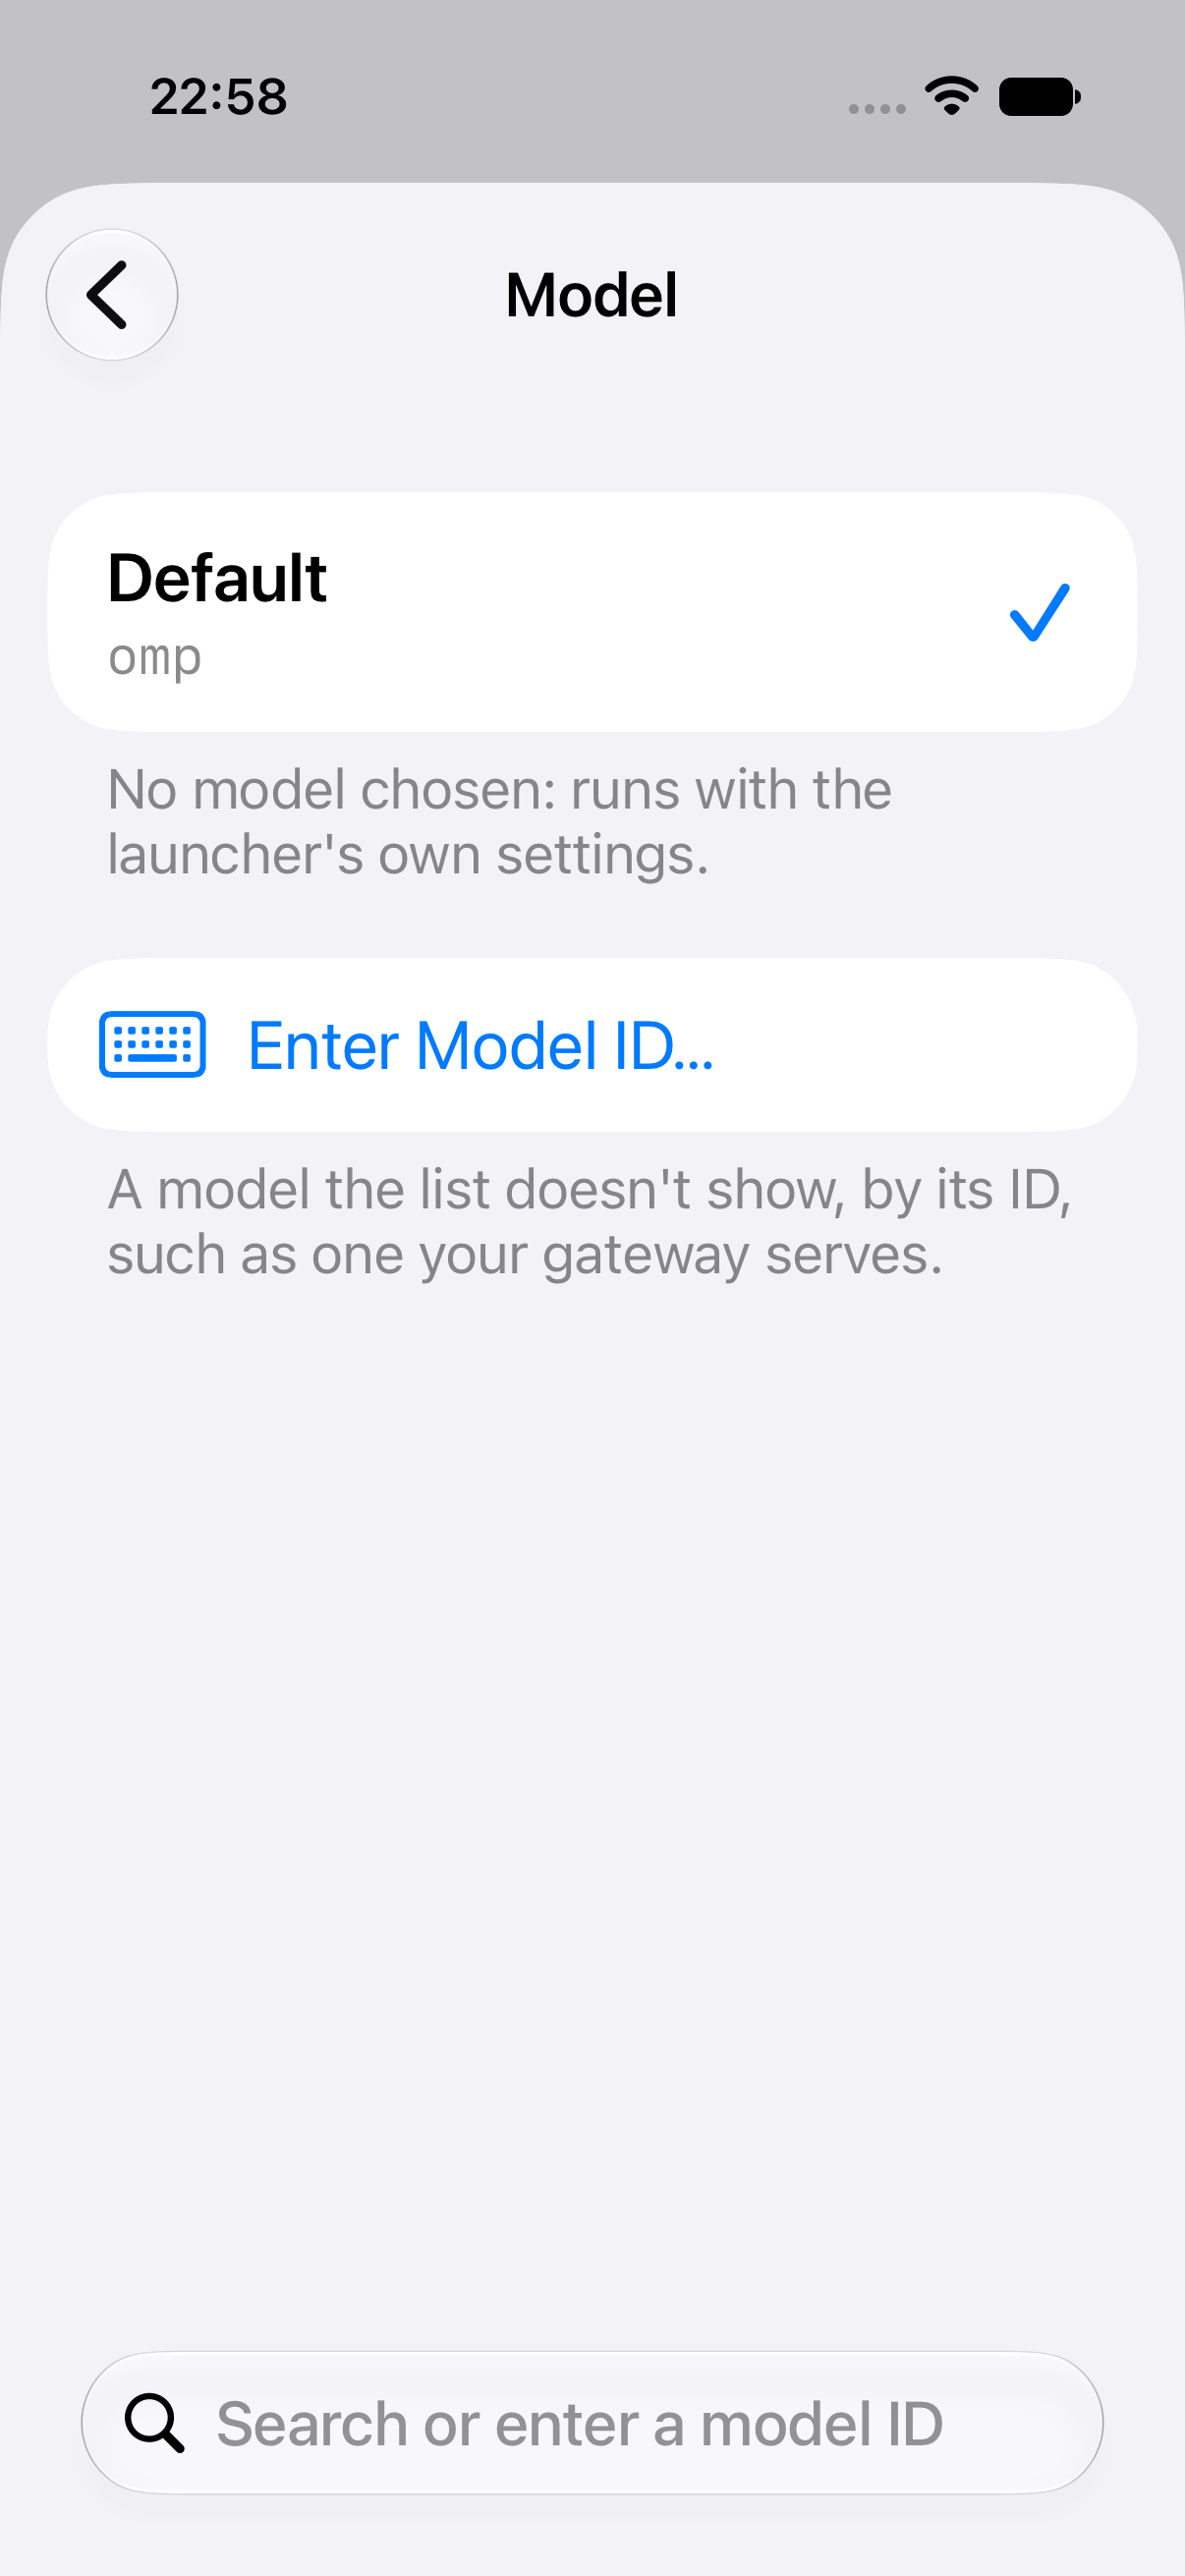 22:58
Model
Default
omp
No model chosen: runs with the
launcher's own settings.
Enter Model ID...
A model the list doesn't show, by its ID,
such as one your gateway serves.
Search or enter a model ID